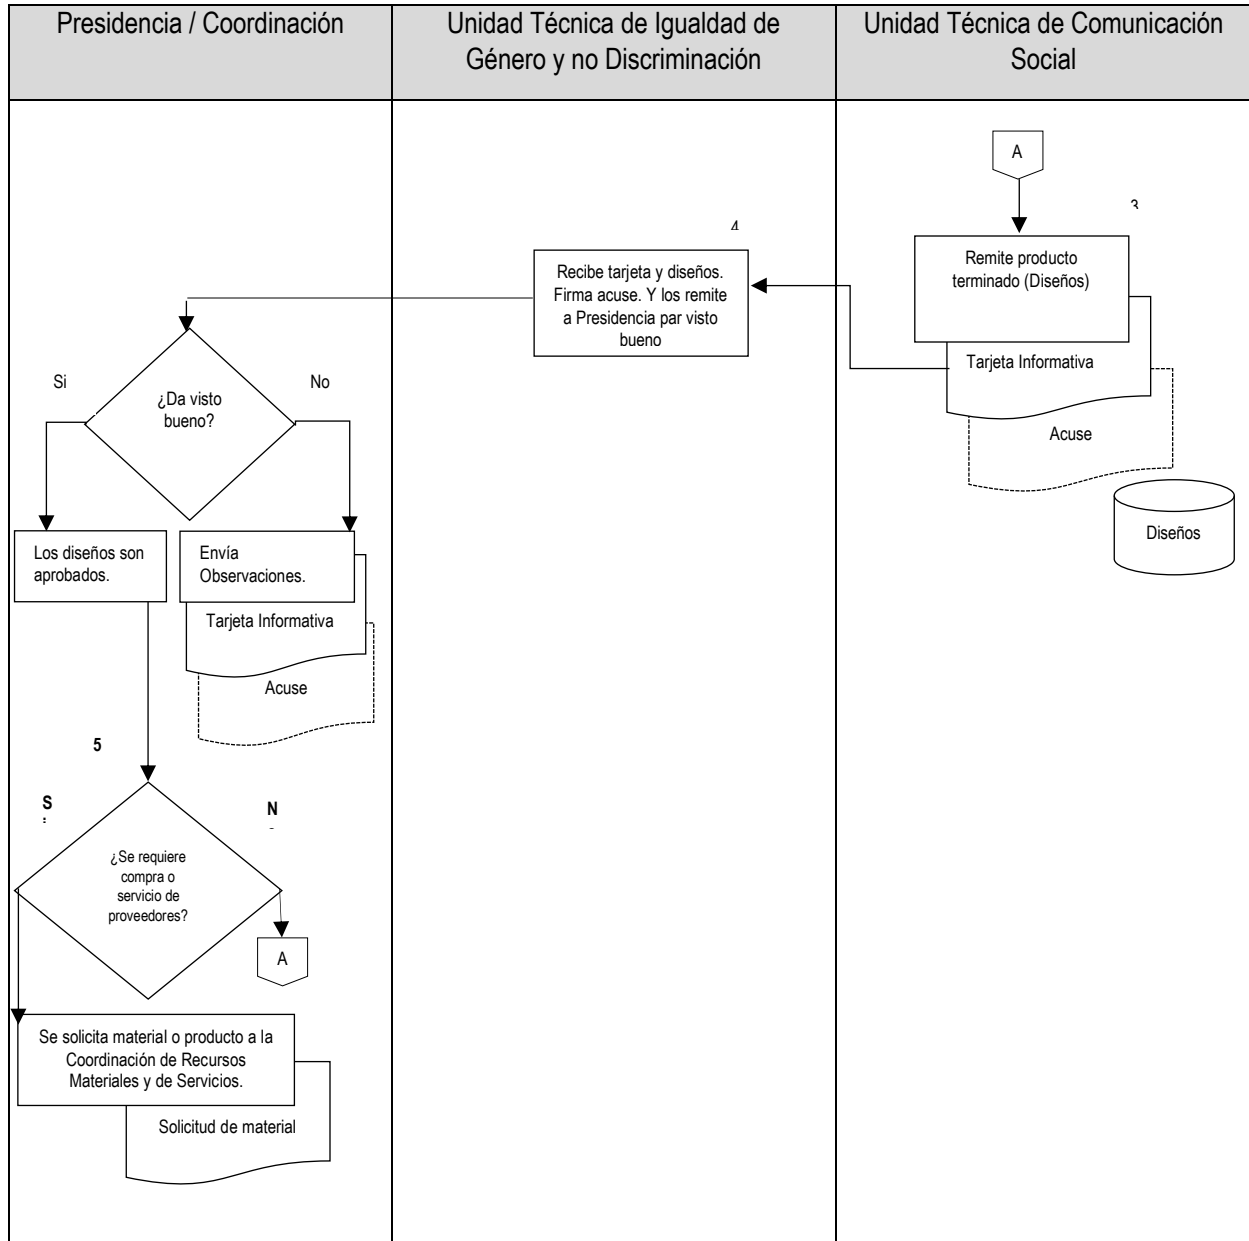 Presidencia / Coordinación
Unidad Técnica de Igualdad de
Género y no Discriminación
Unidad Técnica de Comunicación
Social
A
3
Remite producto
terminado (Diseños)
Tarjeta Informativa
Acuse
Diseños
4
Recibe tarjeta y diseños.
Firma acuse. Y los remite
a Presidencia par visto
bueno
Si
No
¿Da visto
bueno?
Los diseños son
aprobados.
Envía
Observaciones.
Tarjeta Informativa
Acuse
5
S
N
¿Se requiere
compra o
servicio de
proveedores?
A
Se solicita material o producto a la
Coordinación de Recursos
Materiales y de Servicios.
Solicitud de material